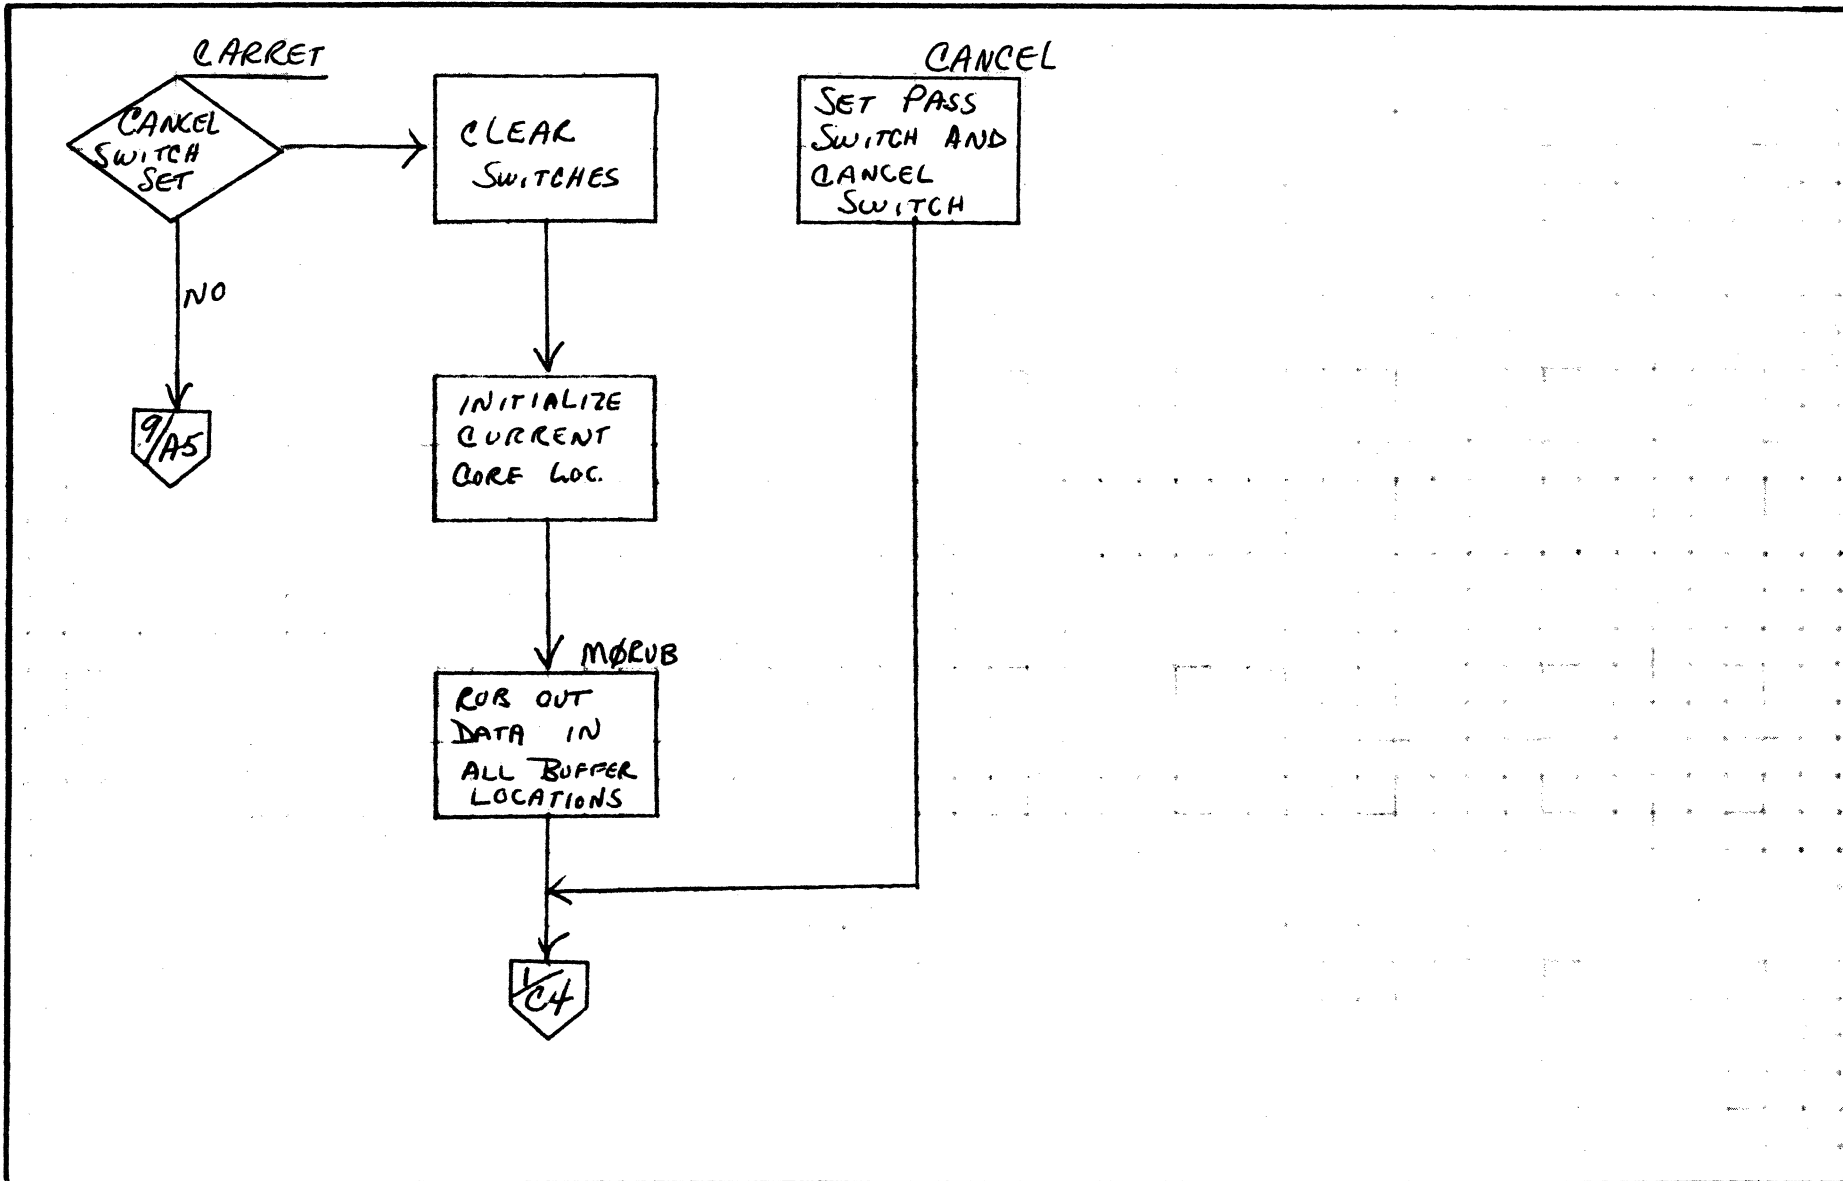 CARRET
CANCEL
SWITCH
SET
NO
9/A5
CLEAR
SWITCHES
INITIALIZE
CURRENT
CORE LOC.
MØRUB
RUB OUT
DATA IN
ALL BUFFER
LOCATIONS
1/C4
CANCEL
SET PASS
SWITCH AND
CANCEL
SWITCH